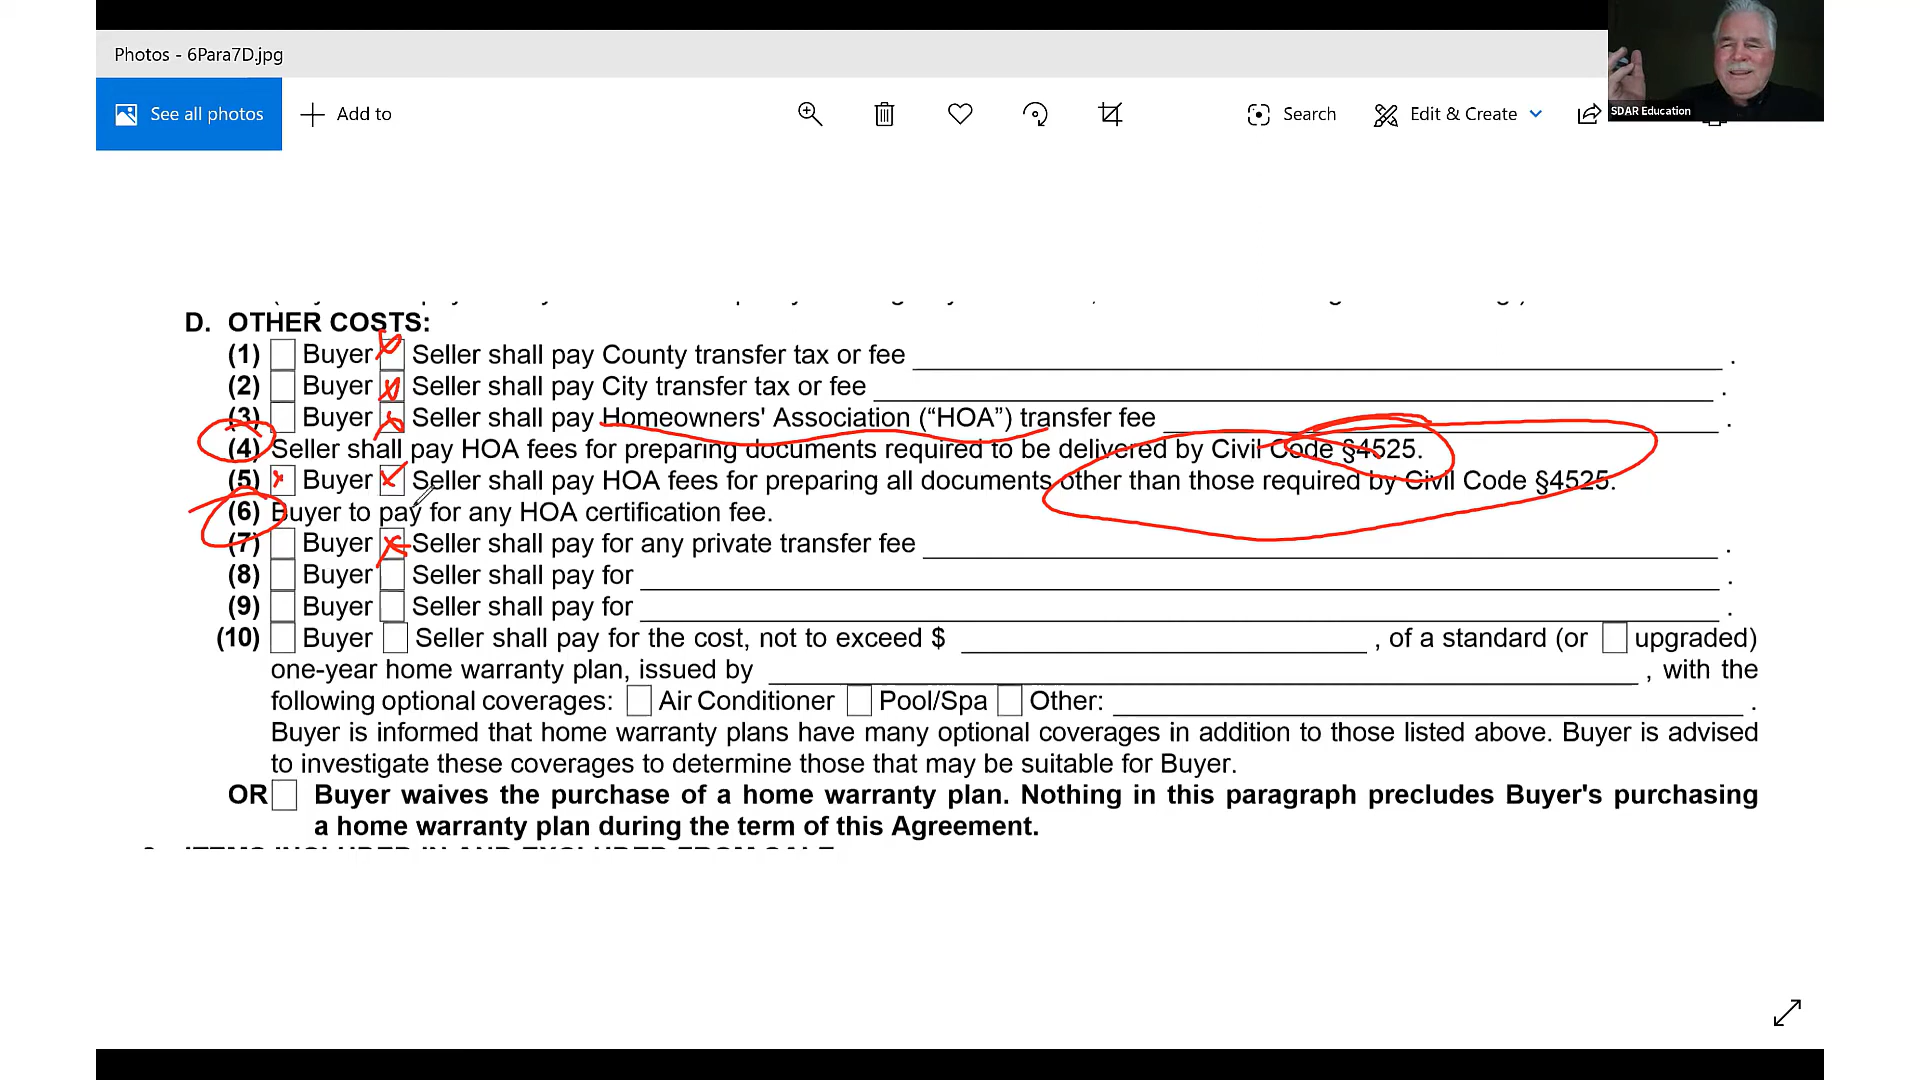 Photos - 6Para7D.jpg
See all photos
Add to
Search
Edit & Create
SDAR Education
D. OTHER COSTS:
(1) Buyer Seller shall pay County transfer tax or fee .
(2) Buyer Seller shall pay City transfer tax or fee .
(3) Buyer Seller shall pay Homeowners' Association (“HOA”) transfer fee .
(4) Seller shall pay HOA fees for preparing documents required to be delivered by Civil Code §4525.
(5) Buyer Seller shall pay HOA fees for preparing all documents other than those required by Civil Code §4525.
(6) Buyer to pay for any HOA certification fee.
(7) Buyer Seller shall pay for any private transfer fee .
(8) Buyer Seller shall pay for .
(9) Buyer Seller shall pay for .
(10) Buyer Seller shall pay for the cost, not to exceed $ , of a standard (or upgraded)
one-year home warranty plan, issued by , with the
following optional coverages: Air Conditioner Pool/Spa Other: .
Buyer is informed that home warranty plans have many optional coverages in addition to those listed above. Buyer is advised
to investigate these coverages to determine those that may be suitable for Buyer.
OR Buyer waives the purchase of a home warranty plan. Nothing in this paragraph precludes Buyer's purchasing
a home warranty plan during the term of this Agreement.